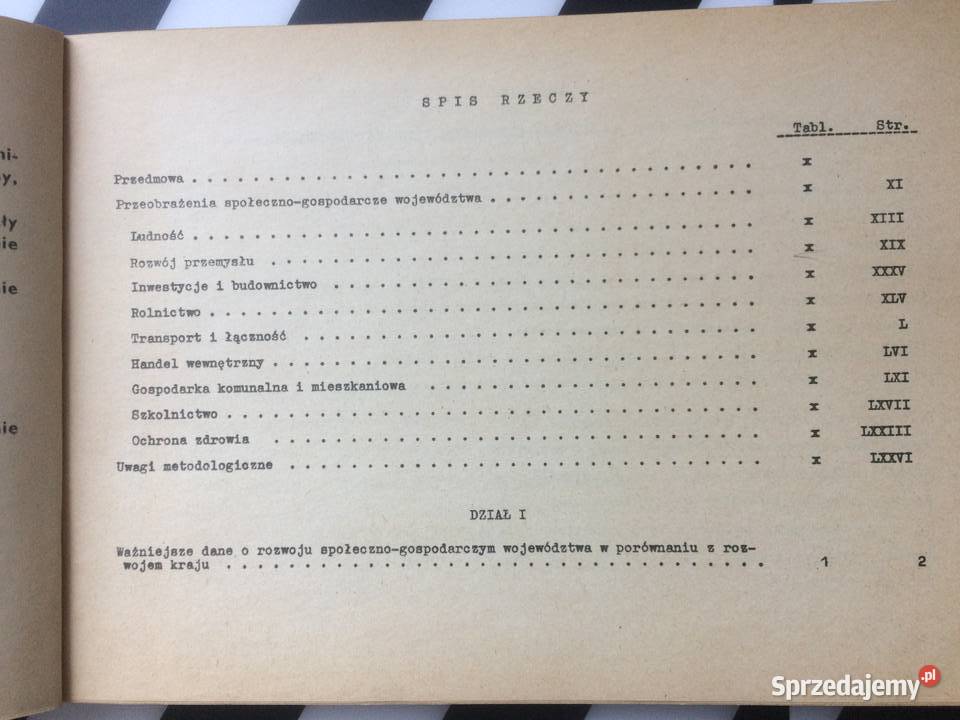 SPIS RZECZY
Tabl. Str.
Przedmowa . . . . . . . . . . . . . . . . . . . . . . . . . . . . . . . . . . x
Przeobrażenia społeczno-gospodarcze województwa . . . . . . . . . . . . . x XI
Ludność . . . . . . . . . . . . . . . . . . . . . . . . . . . . . . . . . . x XIII
Rozwój przemysłu . . . . . . . . . . . . . . . . . . . . . . . . . . . . . x XIX
Inwestycje i budownictwo . . . . . . . . . . . . . . . . . . . . . . . . . x XXXV
Rolnictwo . . . . . . . . . . . . . . . . . . . . . . . . . . . . . . . . . x XLV
Transport i łączność . . . . . . . . . . . . . . . . . . . . . . . . . . . x L
Handel wewnętrzny . . . . . . . . . . . . . . . . . . . . . . . . . . . . . x LVI
Gospodarka komunalna i mieszkaniowa . . . . . . . . . . . . . . . . . . . x LXI
Szkolnictwo . . . . . . . . . . . . . . . . . . . . . . . . . . . . . . . . x LXVII
Ochrona zdrowia . . . . . . . . . . . . . . . . . . . . . . . . . . . . . . x LXXIII
Uwagi metodologiczne . . . . . . . . . . . . . . . . . . . . . . . . . . . x LXXVI
DZIAŁ I
Ważniejsze dane o rozwoju społeczno-gospodarczym województwa w porównaniu z roz-
wojem kraju . . . . . . . . . . . . . . . . . . . . . . . . . . . . . . . . 1 2
Sprzedajemy.pl